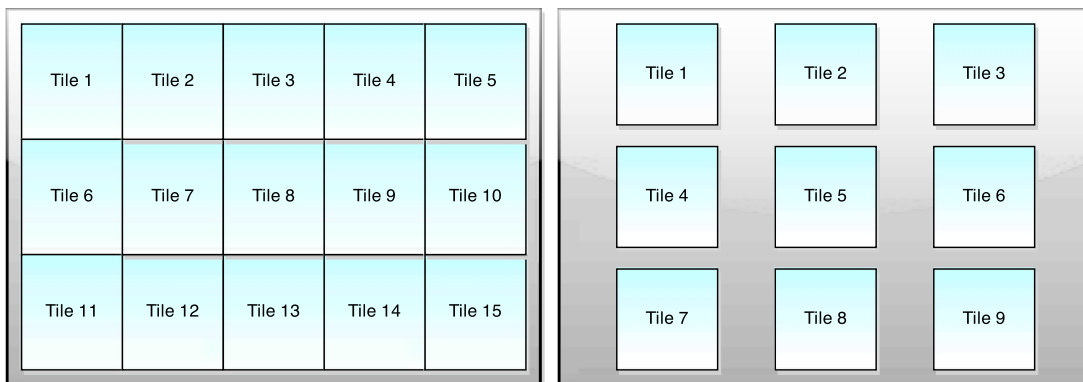 Tile 1
Tile 2
Tile 3
Tile 4
Tile 5
Tile 6
Tile 7
Tile 8
Tile 9
Tile 10
Tile 11
Tile 12
Tile 13
Tile 14
Tile 15
Tile 1
Tile 2
Tile 3
Tile 4
Tile 5
Tile 6
Tile 7
Tile 8
Tile 9